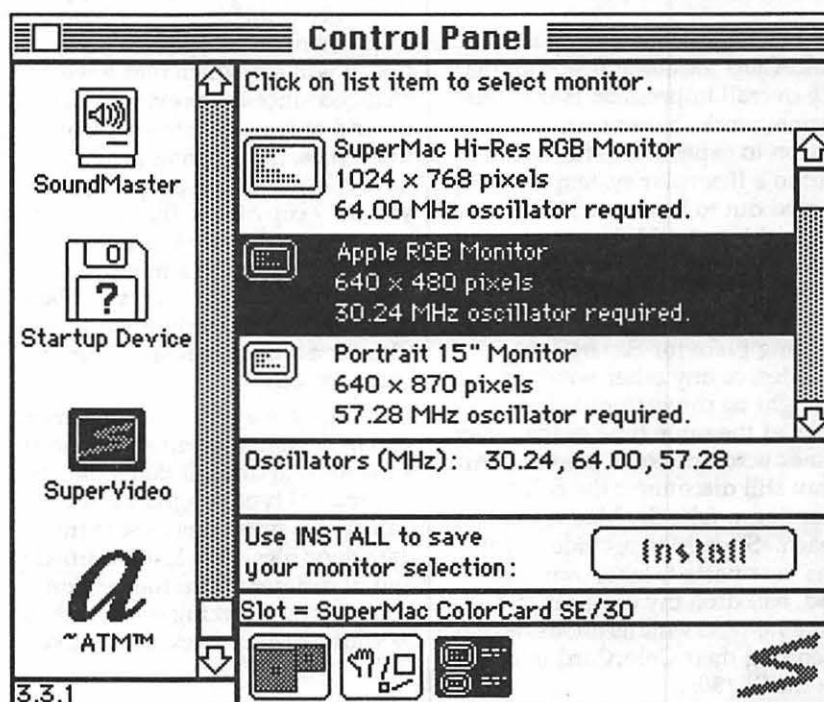 Control Panel
SoundMaster
Startup Device
SuperVideo
~ATM™
3.3.1
Click on list item to select monitor.
SuperMac Hi-Res RGB Monitor
1024 x 768 pixels
64.00 MHz oscillator required.
Apple RGB Monitor
640 x 480 pixels
30.24 MHz oscillator required.
Portrait 15" Monitor
640 x 870 pixels
57.28 MHz oscillator required.
Oscillators (MHz): 30.24, 64.00, 57.28
Use INSTALL to save
your monitor selection:
Install
Slot = SuperMac ColorCard SE/30